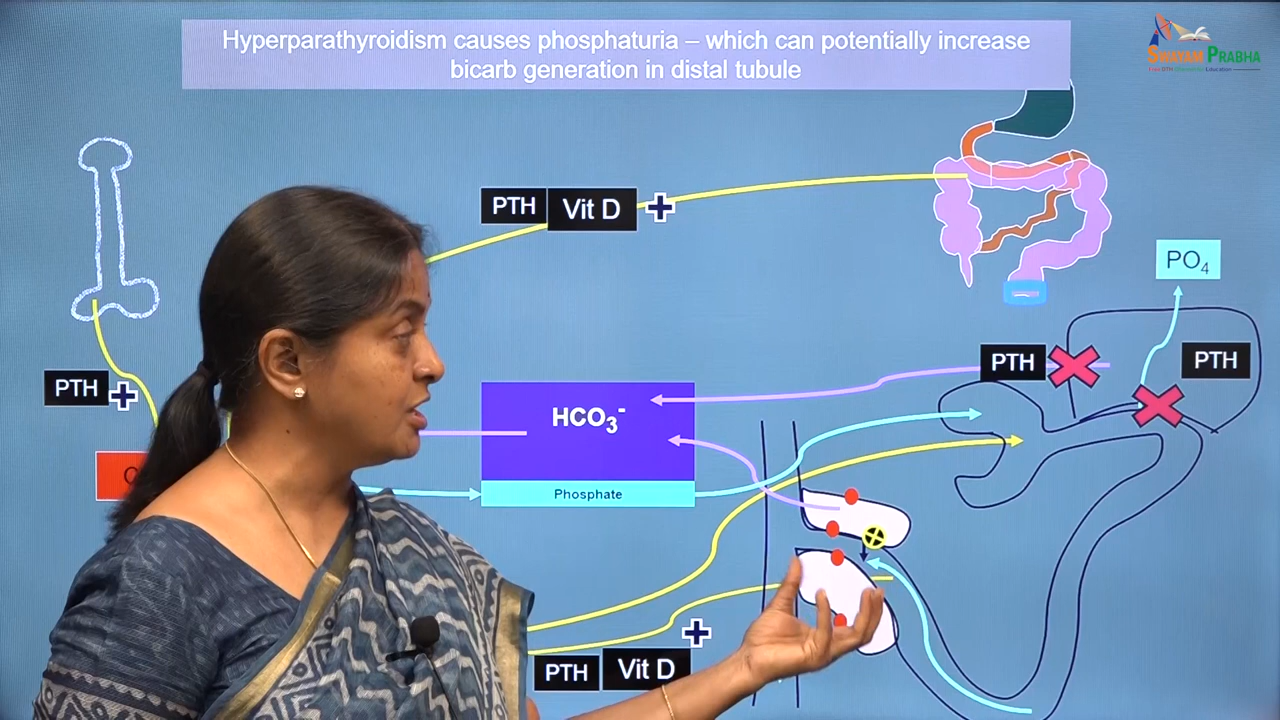 Hyperparathyroidism causes phosphaturia – which can potentially increase
bicarb generation in distal tubule
SWAYAM PRABHA
PTH Vit D
PO4
PTH
PTH
PTH
HCO3-
Phosphate
PTH Vit D